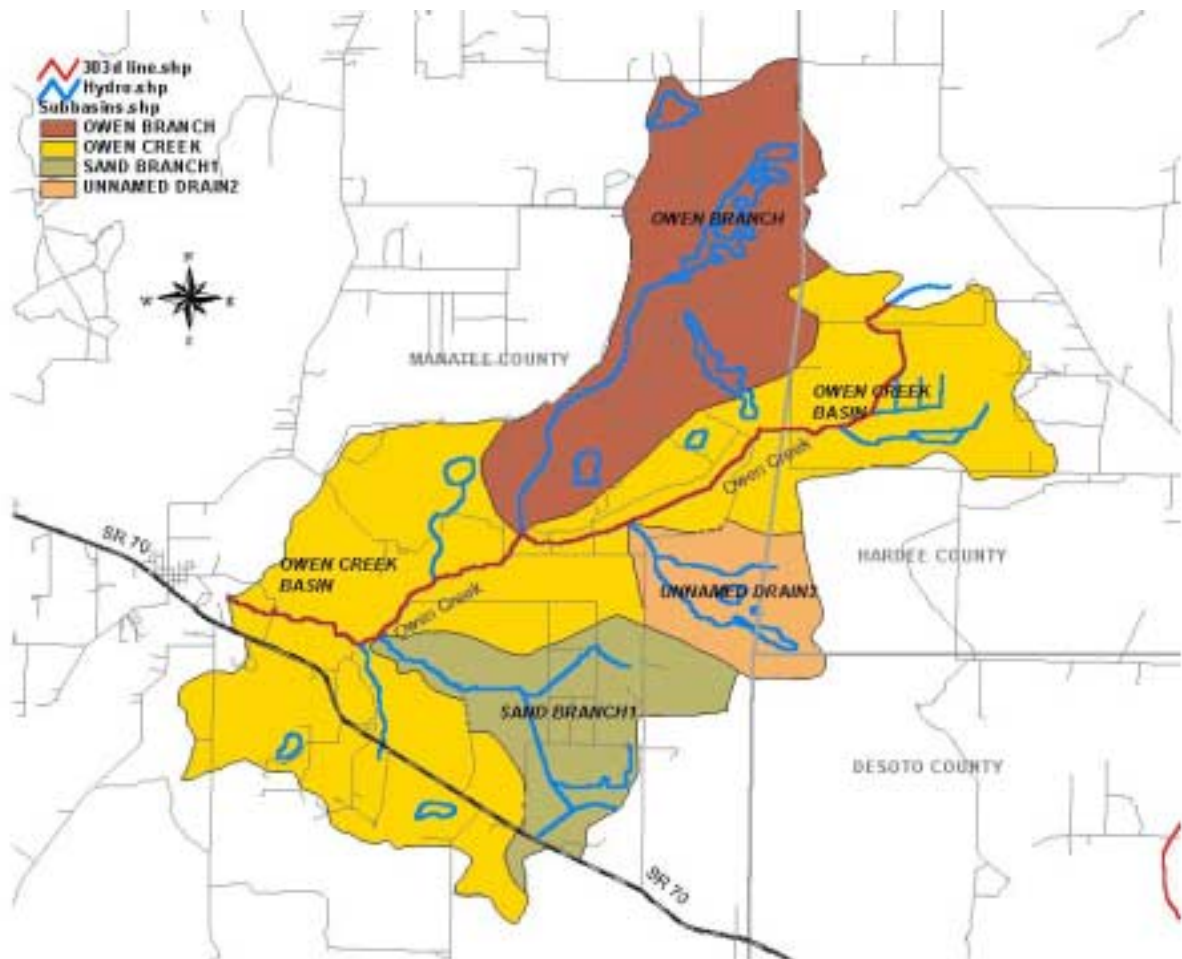 303d line.shp
Hydro.shp
Subbasins.shp
OWEN BRANCH
OWEN CREEK
SAND BRANCH1
UNNAMED DRAIN2
N
W E
S
OWEN BRANCH
MANATEE COUNTY
OWEN CREEK
BASIN
Owen Creek
SR 70
OWEN CREEK
BASIN
HARDEE COUNTY
UNNAMED DRAIN2
Owen Creek
SAND BRANCH1
DESOTO COUNTY
SR 70